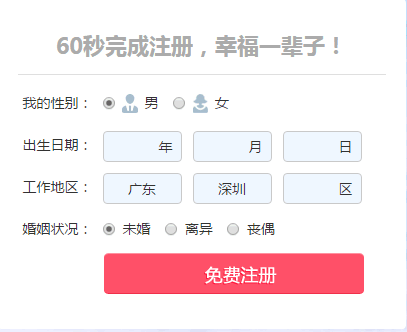 60秒完成注册，幸福一辈子！
我的性别： 男 女
出生日期： 年 月 日
工作地区： 广东 深圳 区
婚姻状况： 未婚 离异 丧偶
免费注册